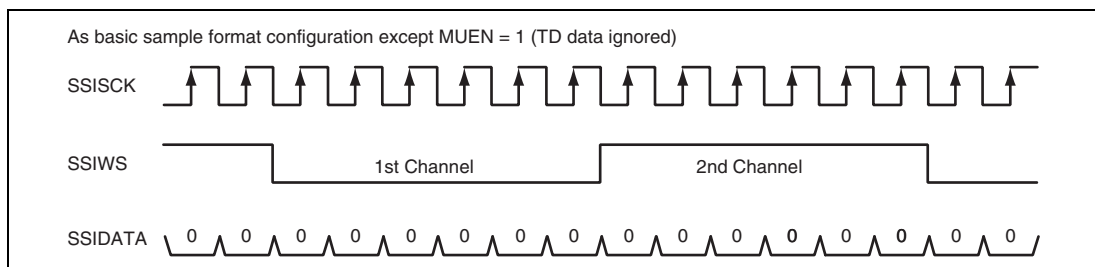 As basic sample format configuration except MUEN = 1 (TD data ignored)
SSISCK
SSIWS 1st Channel 2nd Channel
SSIDATA 0 0 0 0 0 0 0 0 0 0 0 0 0 0 0 0